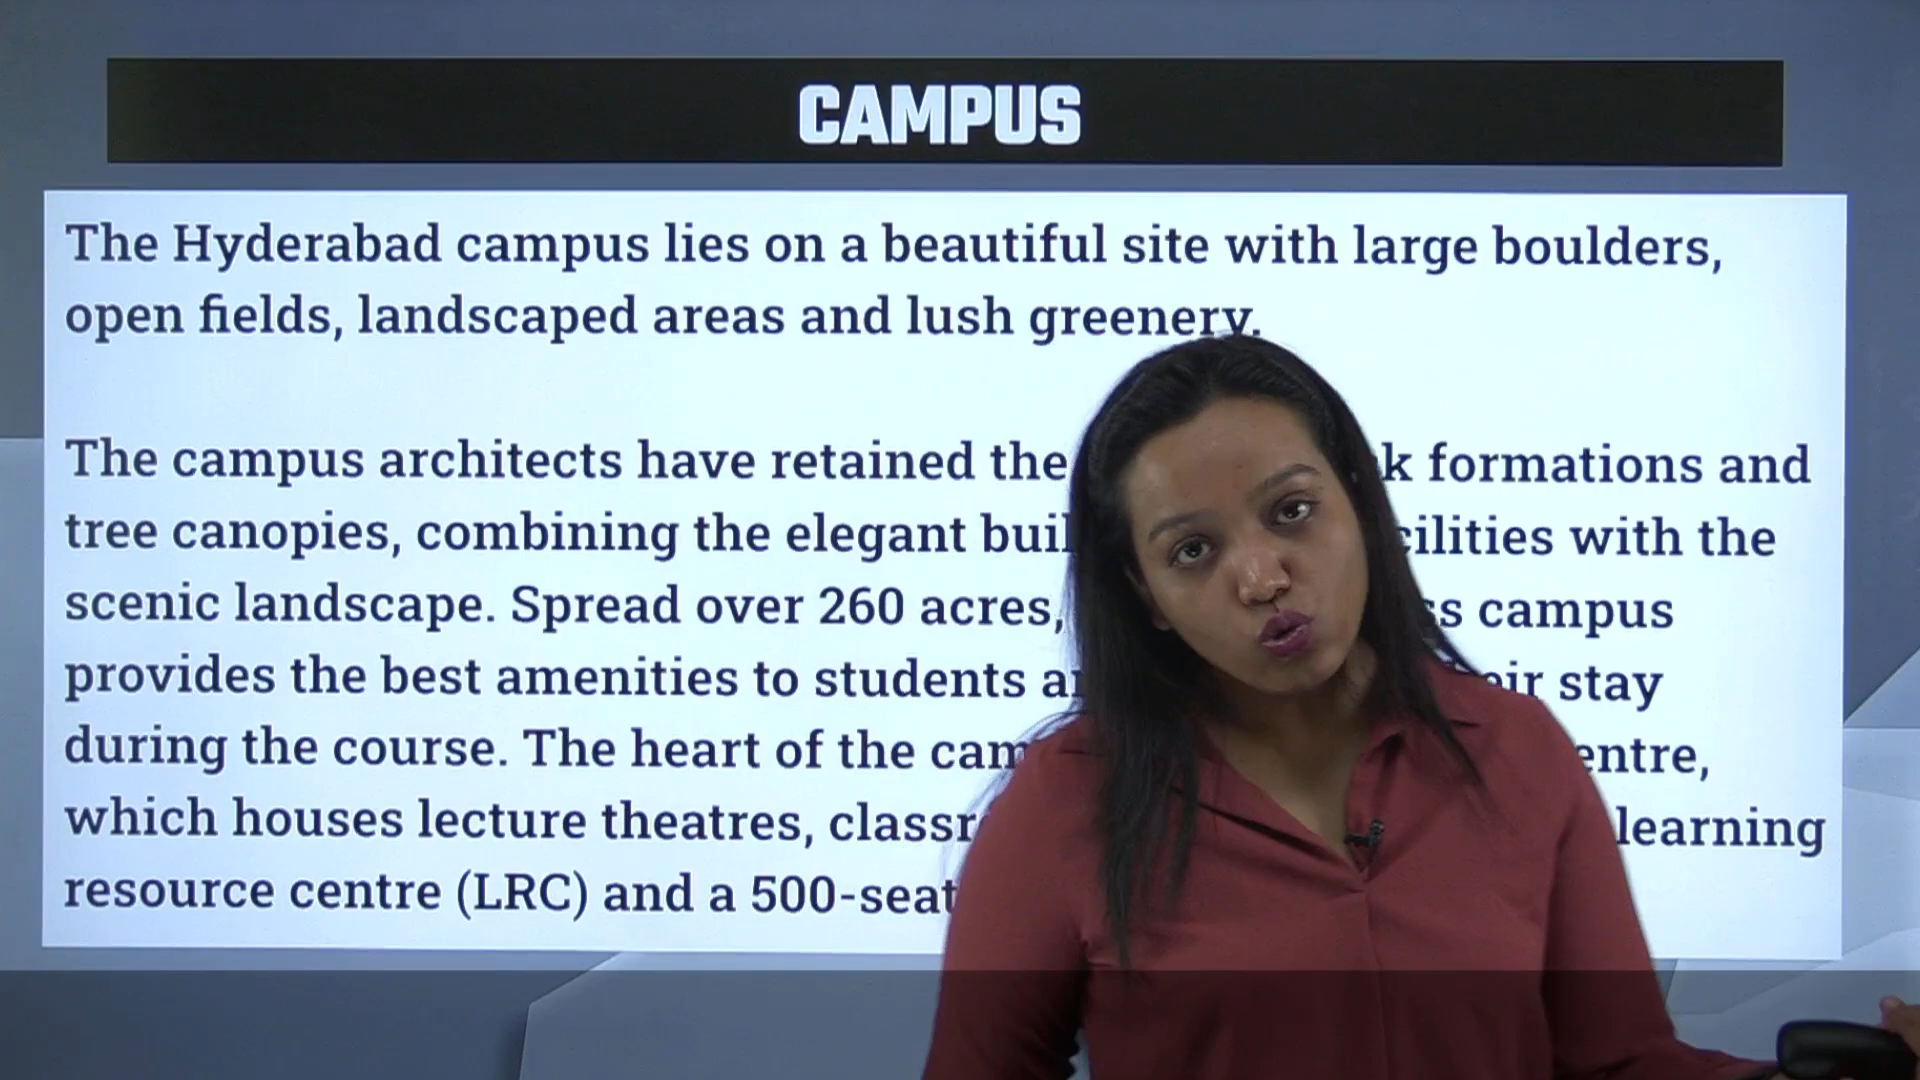 CAMPUS
The Hyderabad campus lies on a beautiful site with large boulders,
open fields, landscaped areas and lush greenery.
The campus architects have retained the formations and
tree canopies, combining the elegant with the
scenic landscape. Spread over 260 acres, campus
provides the best amenities to students stay
during the course. The heart of the
which houses lecture theatres, learning
resource centre (LRC) and a 500-seat